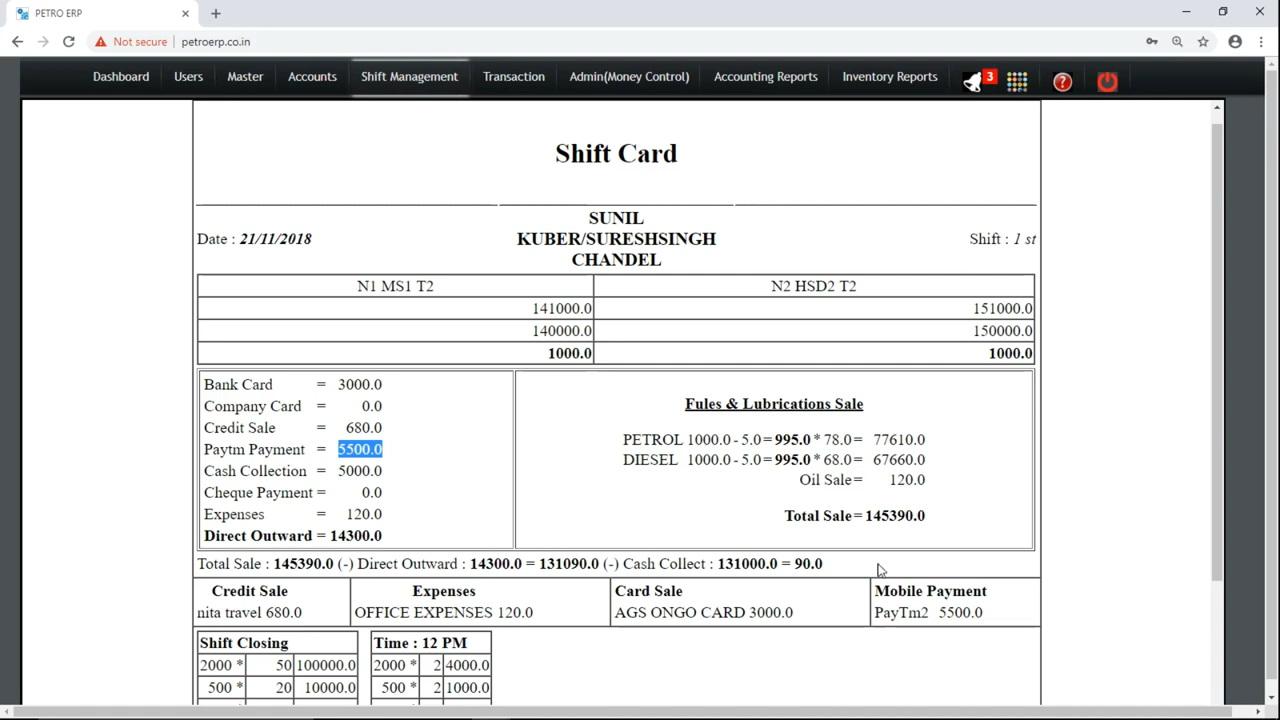 PETRO ERP
Not secure petroerp.co.in
Dashboard Users Master Accounts Shift Management Transaction Admin(Money Control) Accounting Reports Inventory Reports 3 ?
Shift Card
SUNIL
Date : 21/11/2018 KUBER/SURESHSINGH Shift : 1 st
CHANDEL
N1 MS1 T2 N2 HSD2 T2
141000.0 151000.0
140000.0 150000.0
1000.0 1000.0
Bank Card = 3000.0
Company Card = 0.0
Credit Sale = 680.0
Paytm Payment = 5500.0
Cash Collection = 5000.0
Cheque Payment = 0.0
Expenses = 120.0
Direct Outward = 14300.0
Fules & Lubrications Sale
PETROL 1000.0 - 5.0 = 995.0 * 78.0 = 77610.0
DIESEL 1000.0 - 5.0 = 995.0 * 68.0 = 67660.0
Oil Sale = 120.0
Total Sale = 145390.0
Total Sale : 145390.0 (-) Direct Outward : 14300.0 = 131090.0 (-) Cash Collect : 131000.0 = 90.0
Credit Sale Expenses Card Sale Mobile Payment
nita travel 680.0 OFFICE EXPENSES 120.0 AGS ONGO CARD 3000.0 PayTm2 5500.0
Shift Closing Time : 12 PM
2000 * 50 100000.0 2000 * 2 4000.0
500 * 20 10000.0 500 * 2 1000.0